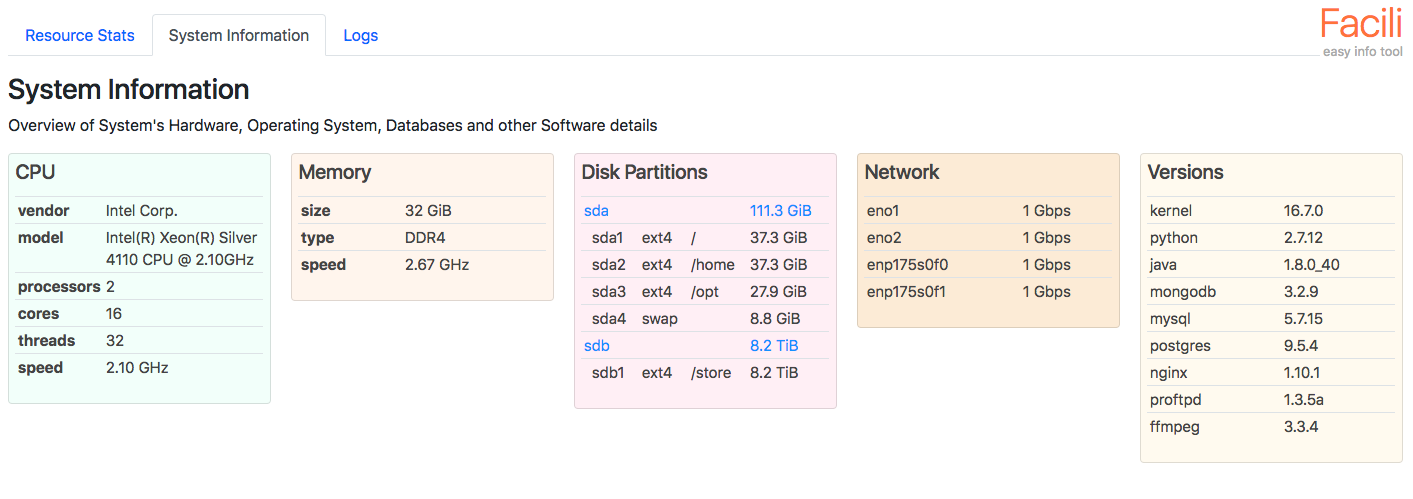 Resource Stats System Information Logs
Facili
easy info tool
System Information
Overview of System's Hardware, Operating System, Databases and other Software details
CPU
vendor Intel Corp.
model Intel(R) Xeon(R) Silver
4110 CPU @ 2.10GHz
processors 2
cores 16
threads 32
speed 2.10 GHz
Memory
size 32 GiB
type DDR4
speed 2.67 GHz
Disk Partitions
sda 111.3 GiB
sda1 ext4 / 37.3 GiB
sda2 ext4 /home 37.3 GiB
sda3 ext4 /opt 27.9 GiB
sda4 swap 8.8 GiB
sdb 8.2 TiB
sdb1 ext4 /store 8.2 TiB
Network
eno1 1 Gbps
eno2 1 Gbps
enp175s0f0 1 Gbps
enp175s0f1 1 Gbps
Versions
kernel 16.7.0
python 2.7.12
java 1.8.0_40
mongodb 3.2.9
mysql 5.7.15
postgres 9.5.4
nginx 1.10.1
proftpd 1.3.5a
ffmpeg 3.3.4